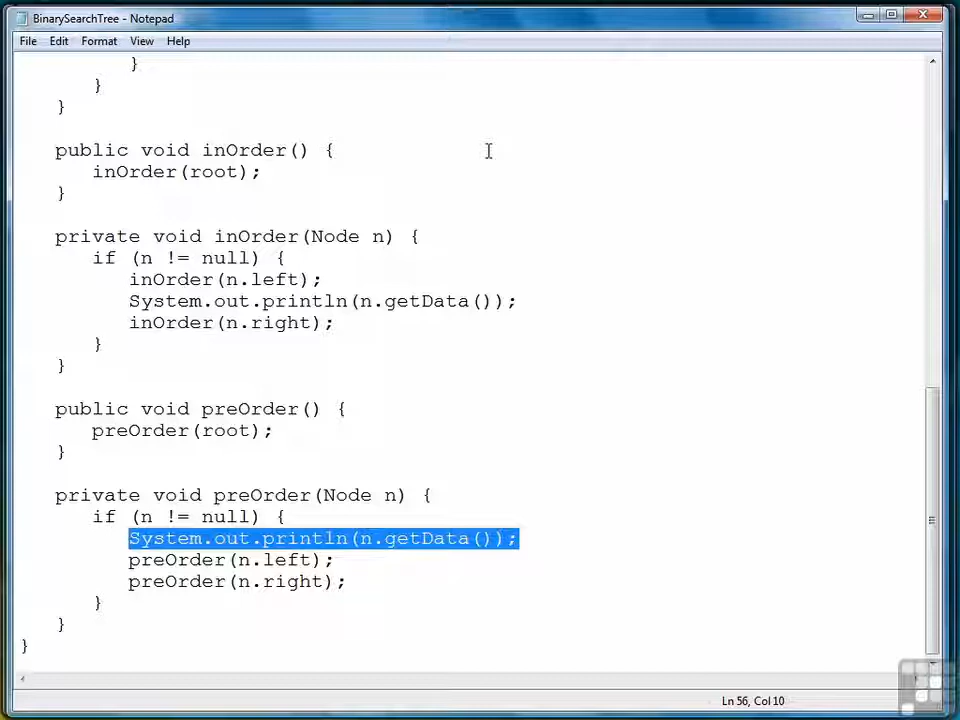 BinarySearchTree - Notepad
File Edit Format View Help
}
}
}
public void inOrder() {
inOrder(root);
}
private void inOrder(Node n) {
if (n != null) {
inOrder(n.left);
System.out.println(n.getData());
inOrder(n.right);
}
}
public void preOrder() {
preOrder(root);
}
private void preOrder(Node n) {
if (n != null) {
System.out.println(n.getData());
preOrder(n.left);
preOrder(n.right);
}
}
}
Ln 56, Col 10